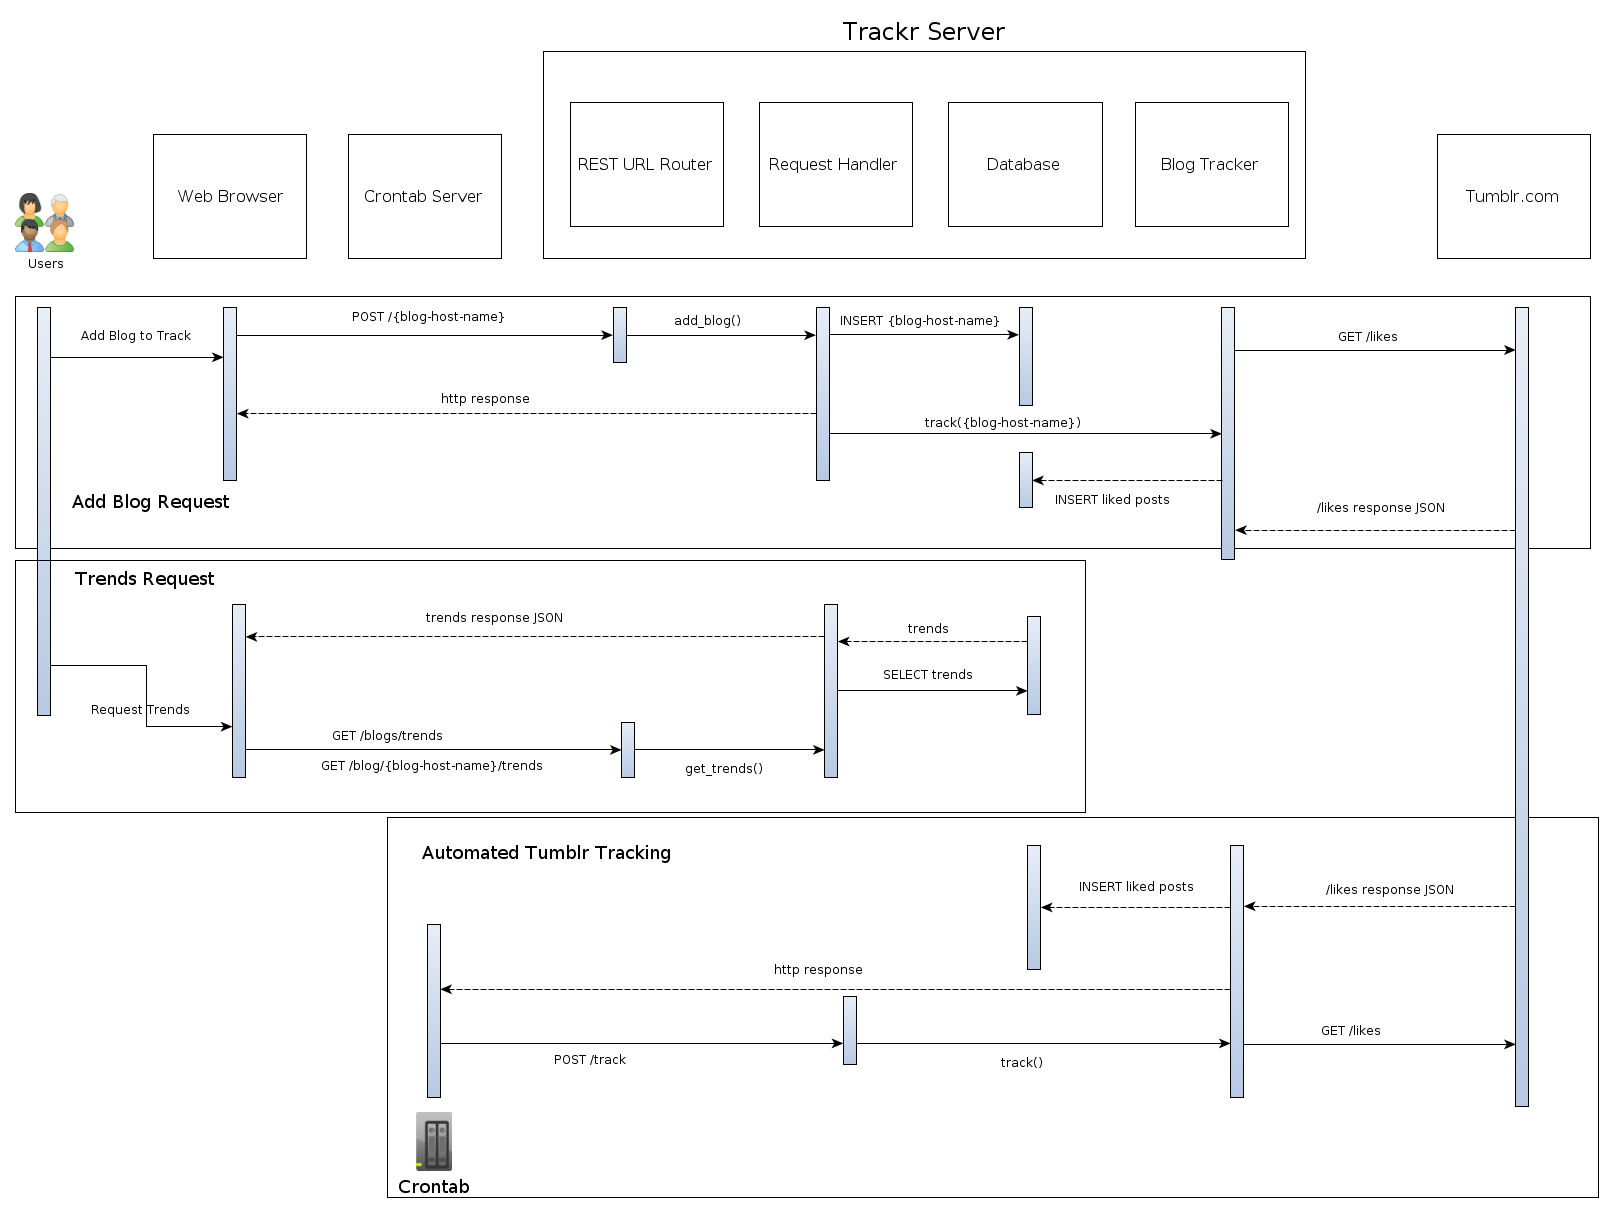 Trackr Server
REST URL Router
Request Handler
Database
Blog Tracker
Web Browser
Crontab Server
Tumblr.com
Users
Add Blog to Track
POST /{blog-host-name}
add_blog()
INSERT {blog-host-name}
GET /likes
http response
track({blog-host-name})
INSERT liked posts
/likes response JSON
Add Blog Request
Trends Request
trends response JSON
trends
SELECT trends
Request Trends
GET /blogs/trends
GET /blog/{blog-host-name}/trends
get_trends()
Automated Tumblr Tracking
INSERT liked posts
/likes response JSON
http response
GET /likes
POST /track
track()
Crontab